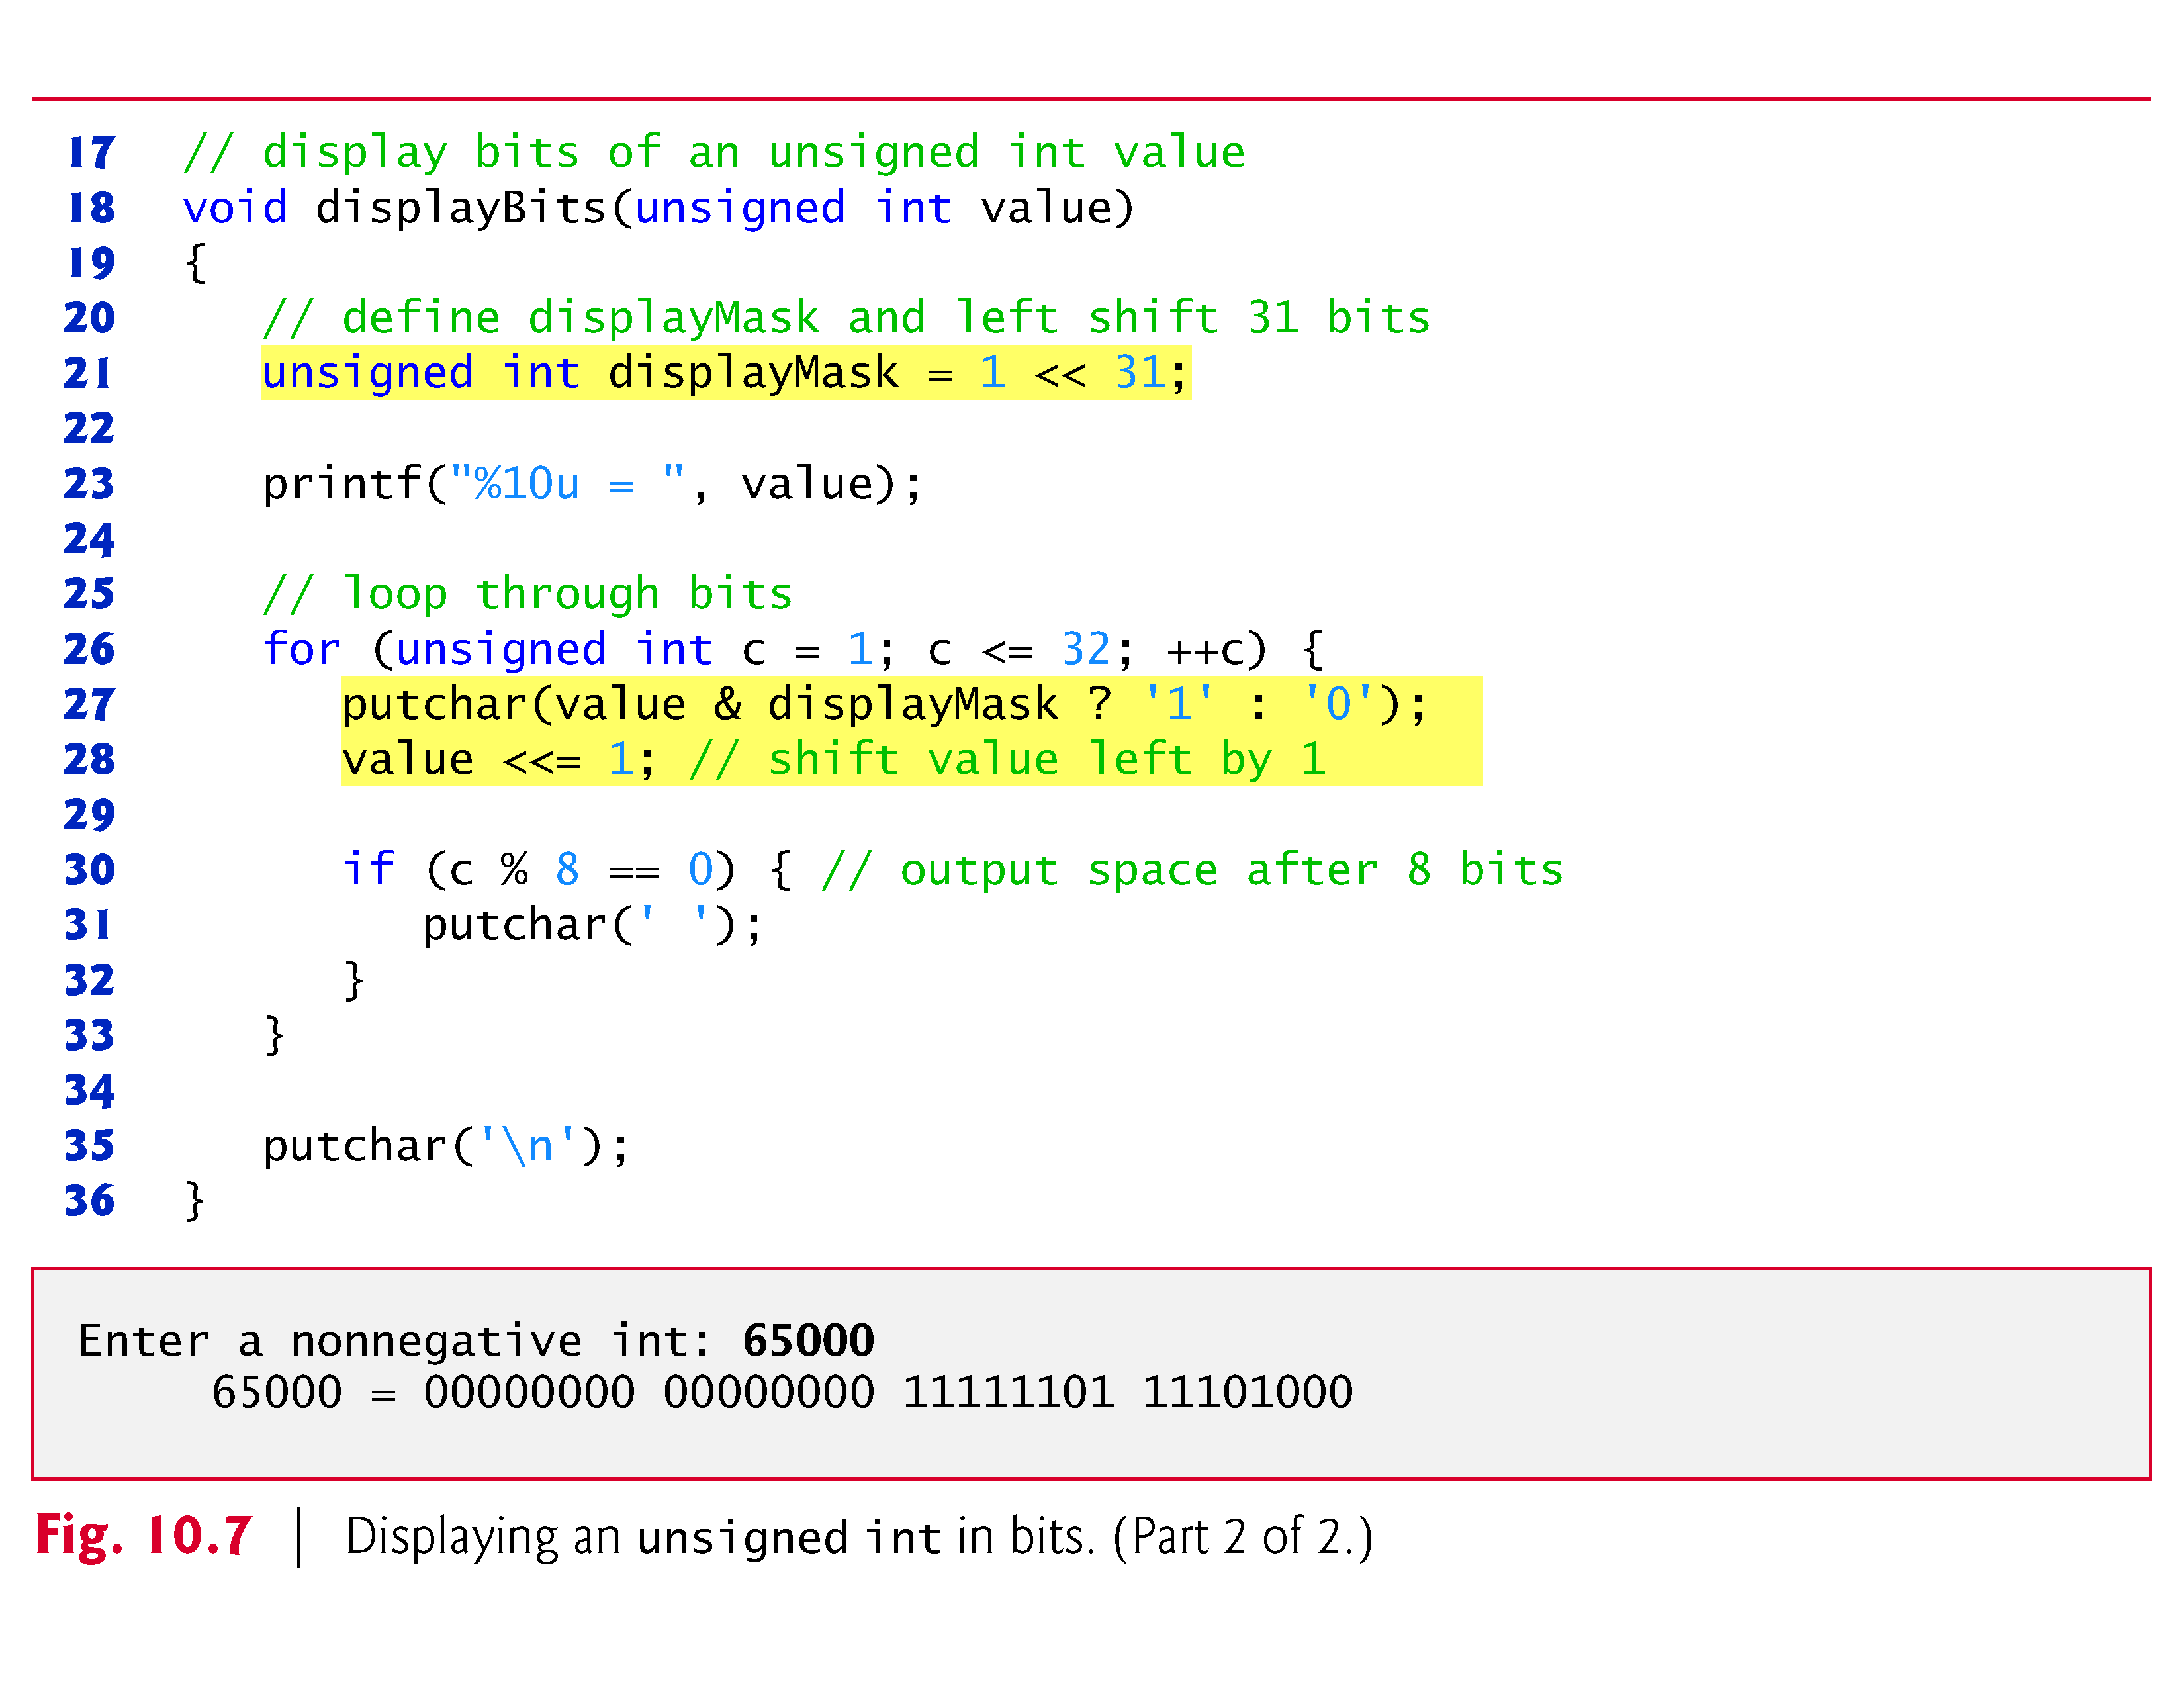 17 // display bits of an unsigned int value
18 void displayBits(unsigned int value)
19 {
20    // define displayMask and left shift 31 bits
21    unsigned int displayMask = 1 << 31;
22
23    printf("%10u = ", value);
24
25    // loop through bits
26    for (unsigned int c = 1; c <= 32; ++c) {
27       putchar(value & displayMask ? '1' : '0');
28       value <<= 1; // shift value left by 1
29
30       if (c % 8 == 0) { // output space after 8 bits
31          putchar(' ');
32       }
33    }
34
35    putchar('\n');
36 }
Enter a nonnegative int: 65000
     65000 = 00000000 00000000 11111101 11101000
Fig. 10.7 | Displaying an unsigned int in bits. (Part 2 of 2.)